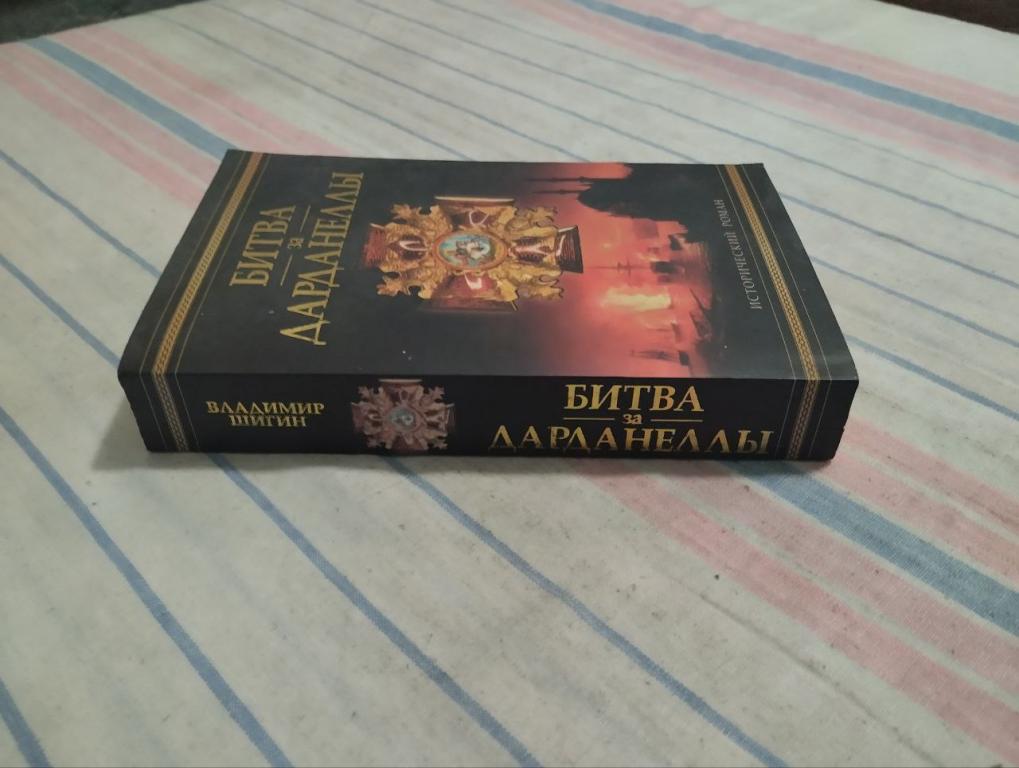 БИТВА
за
ДАРДАНЕЛЛЫ
ИСТОРИЧЕСКИЙ РОМАН
ВЛАДИМИР
ШИГИН
БИТВА
за
ДАРДАНЕЛЛЫ